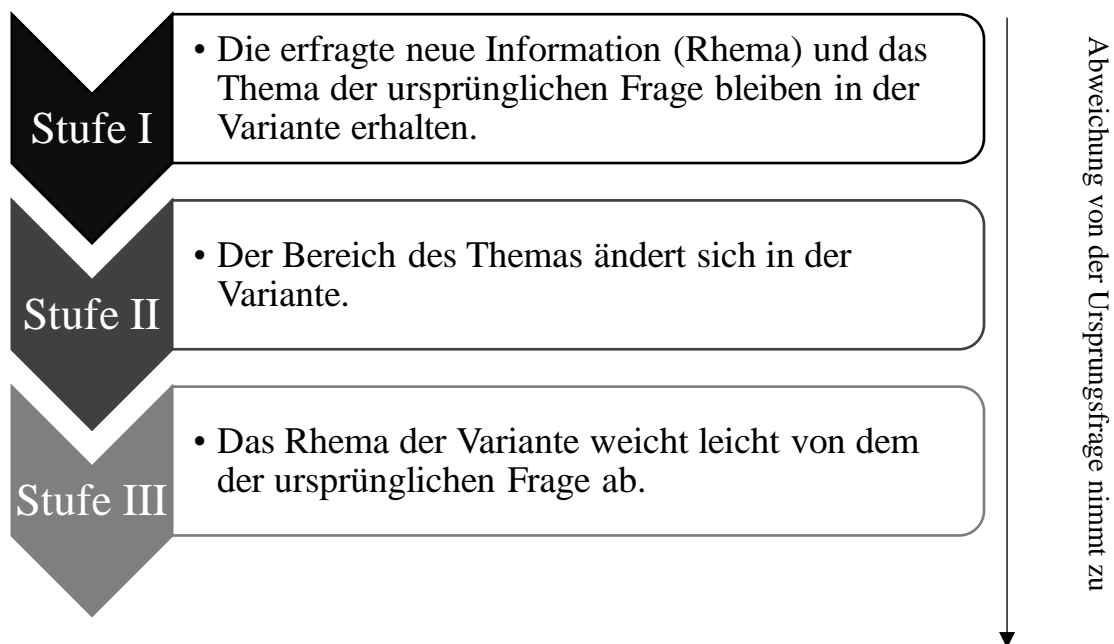 Stufe I
• Die erfragte neue Information (Rhema) und das
Thema der ursprünglichen Frage bleiben in der
Variante erhalten.
Stufe II
• Der Bereich des Themas ändert sich in der
Variante.
Stufe III
• Das Rhema der Variante weicht leicht von dem
der ursprünglichen Frage ab.
Abweichung von der Ursprungsfrage nimmt zu